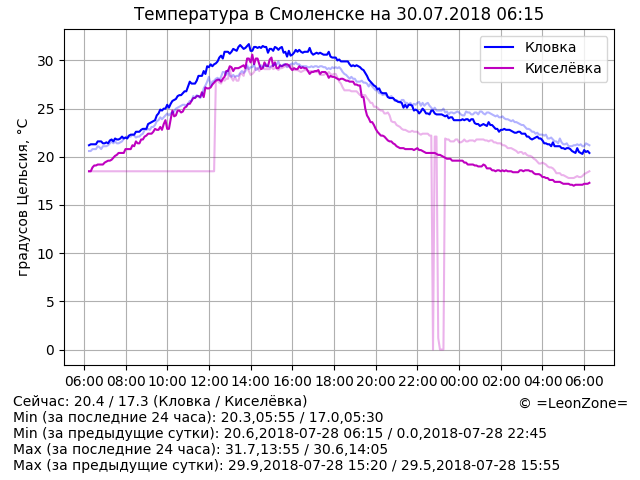 Температура в Смоленске на 30.07.2018 06:15
градусов Цельсия, °C
30
25
20
15
10
5
0
Кловка
Киселёвка
06:00 08:00 10:00 12:00 14:00 16:00 18:00 20:00 22:00 00:00 02:00 04:00 06:00
Сейчас: 20.4 / 17.3 (Кловка / Киселёвка)
© =LeonZone=
Min (за последние 24 часа): 20.3,05:55 / 17.0,05:30
Min (за предыдущие сутки): 20.6,2018-07-28 06:15 / 0.0,2018-07-28 22:45
Max (за последние 24 часа): 31.7,13:55 / 30.6,14:05
Max (за предыдущие сутки): 29.9,2018-07-28 15:20 / 29.5,2018-07-28 15:55